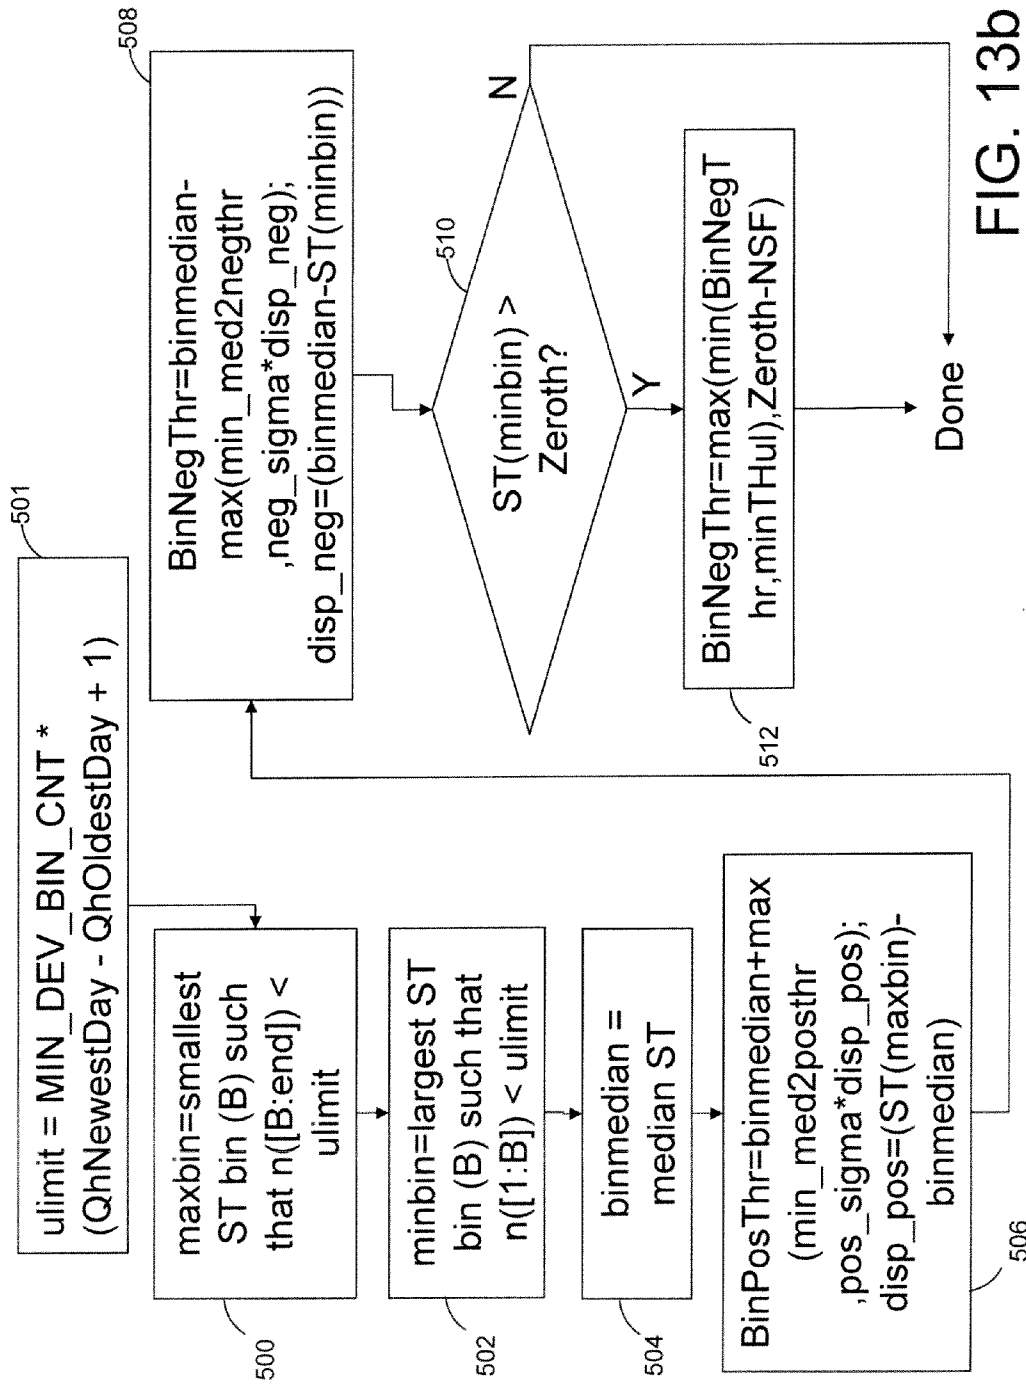 501
ulimit = MIN_DEV_BIN_CNT *
(QhNewestDay - QhOldestDay + 1)
500
maxbin=smallest
ST bin (B) such
that n([B:end]) <
ulimit
502
minbin=largest ST
bin (B) such that
n([1:B]) < ulimit
504
binmedian =
median ST
506
BinPosThr=binmedian+max
(min_med2posthr
,pos_sigma*disp_pos);
disp_pos=(ST(maxbin)-
binmedian)
508
BinNegThr=binmedian-
max(min_med2negthr
,neg_sigma*disp_neg);
disp_neg=(binmedian-ST(minbin))
510
ST(minbin) >
Zeroth?
N
Y
512
BinNegThr=max(min(BinNegT
hr,minTHul),Zeroth-NSF)
Done
FIG. 13b